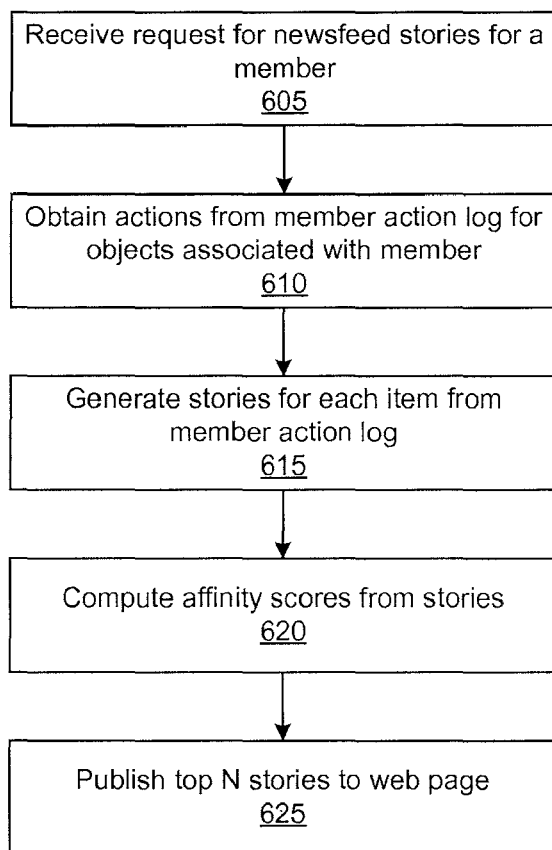 Receive request for newsfeed stories for a
member
605
Obtain actions from member action log for
objects associated with member
610
Generate stories for each item from
member action log
615
Compute affinity scores from stories
620
Publish top N stories to web page
625